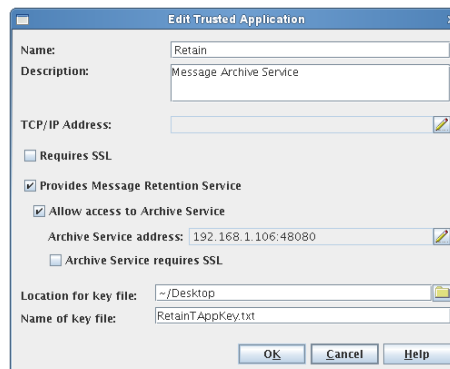 Edit Trusted Application
Name: Retain
Description: Message Archive Service
TCP/IP Address:
Requires SSL
Provides Message Retention Service
Allow access to Archive Service
Archive Service address: 192.168.1.106:48080
Archive Service requires SSL
Location for key file: ~/Desktop
Name of key file: RetainTAppKey.txt
OK Cancel Help